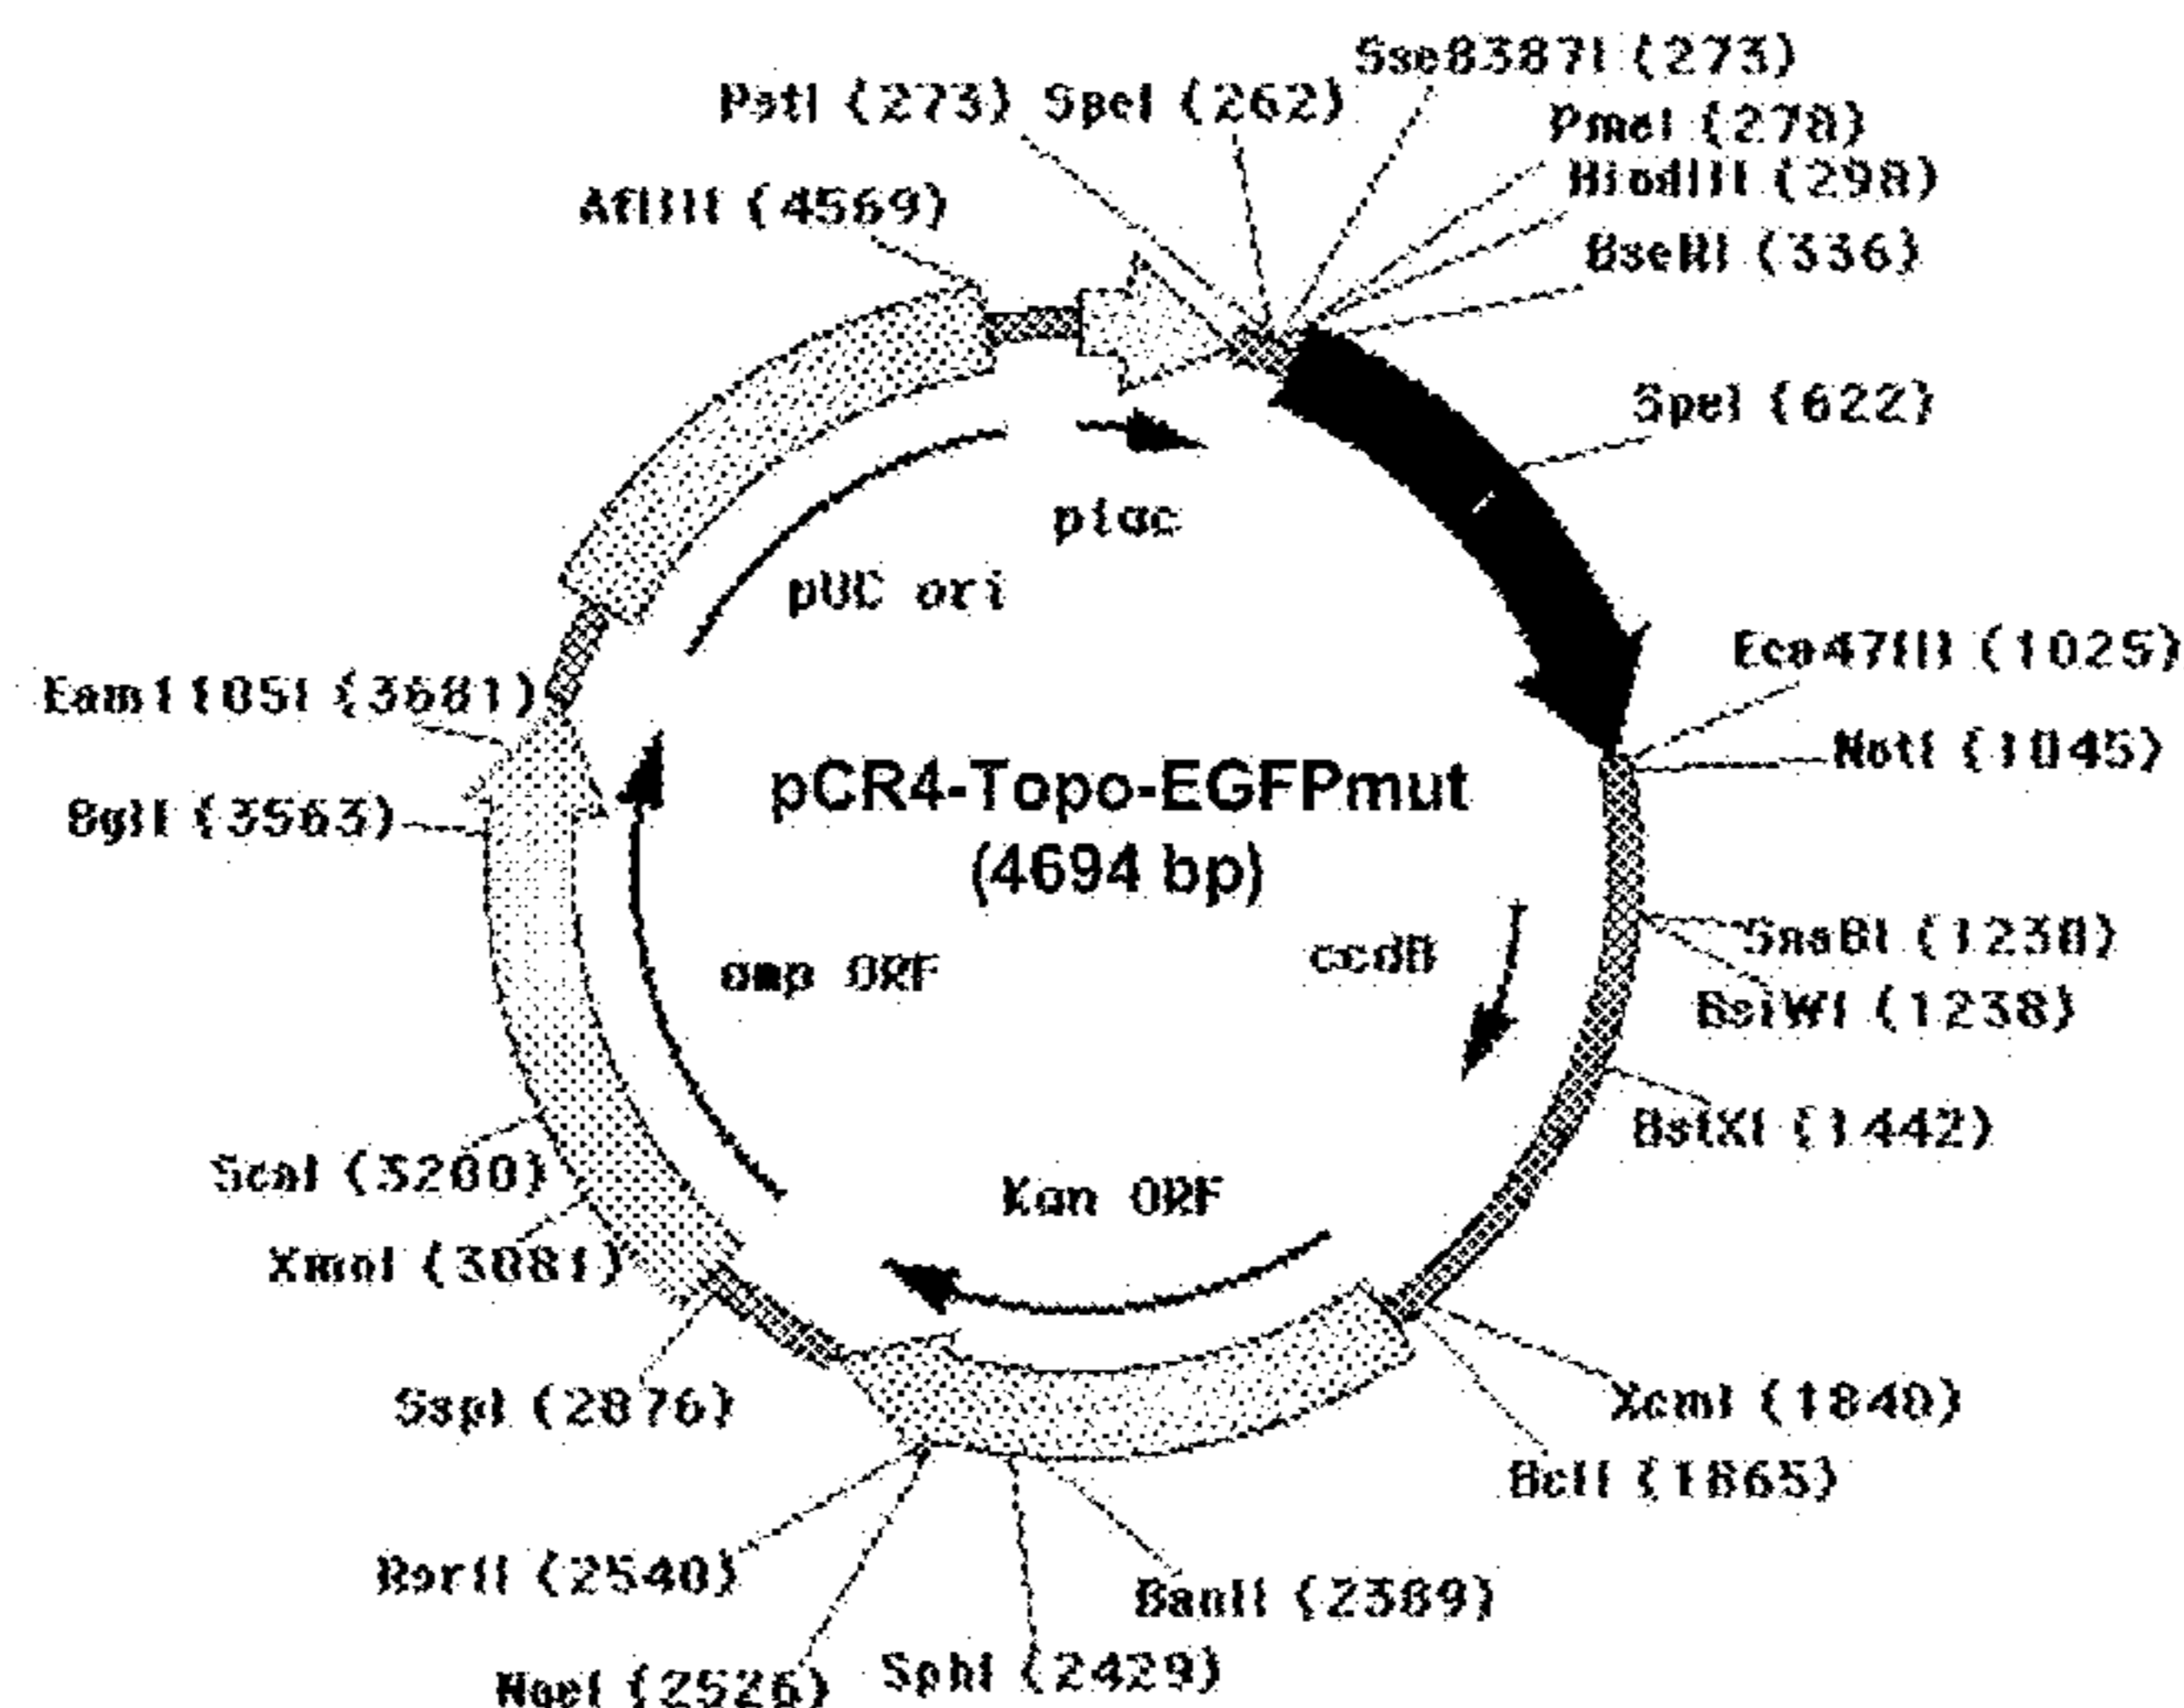 Sse8387I (273)
PstI (273) SpeI (262)
PmeI (278)
HindIII (298)
AflIII (4569)
BseRI (336)
SpeI (622)
plac
pUC ori
Eco47III (1025)
Eam1105I (3681)
NotI (1045)
pCR4-Topo-EGFPmut
BglI (3563)
(4694 bp)
SnaBI (1230)
ccdB
amp ORF
BsiWI (1238)
BstXI (1442)
ScaI (3200)
Kan ORF
XmnI (3081)
XcmI (1840)
SspI (2876)
BclI (1865)
RsrII (2540)
BanII (2389)
SphI (2429)
(2526)